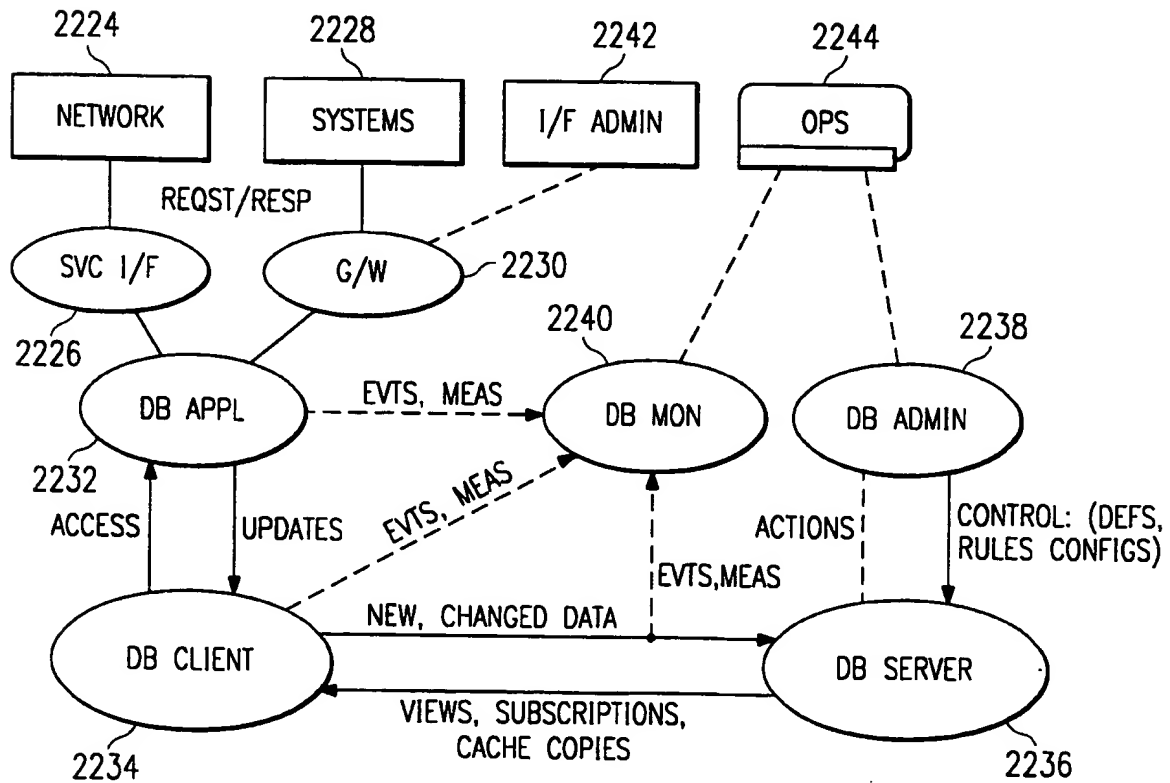 2224
2228
2242
2244
NETWORK
SYSTEMS
I/F ADMIN
OPS
REQST/RESP
SVC I/F
G/W
2230
2226
2240
2238
DB APPL
EVTS, MEAS
DB MON
DB ADMIN
2232
ACCESS
UPDATES
EVTS, MEAS
ACTIONS
CONTROL: (DEFS,
RULES CONFIGS)
EVTS,MEAS
NEW, CHANGED DATA
DB CLIENT
DB SERVER
VIEWS, SUBSCRIPTIONS,
CACHE COPIES
2234
2236